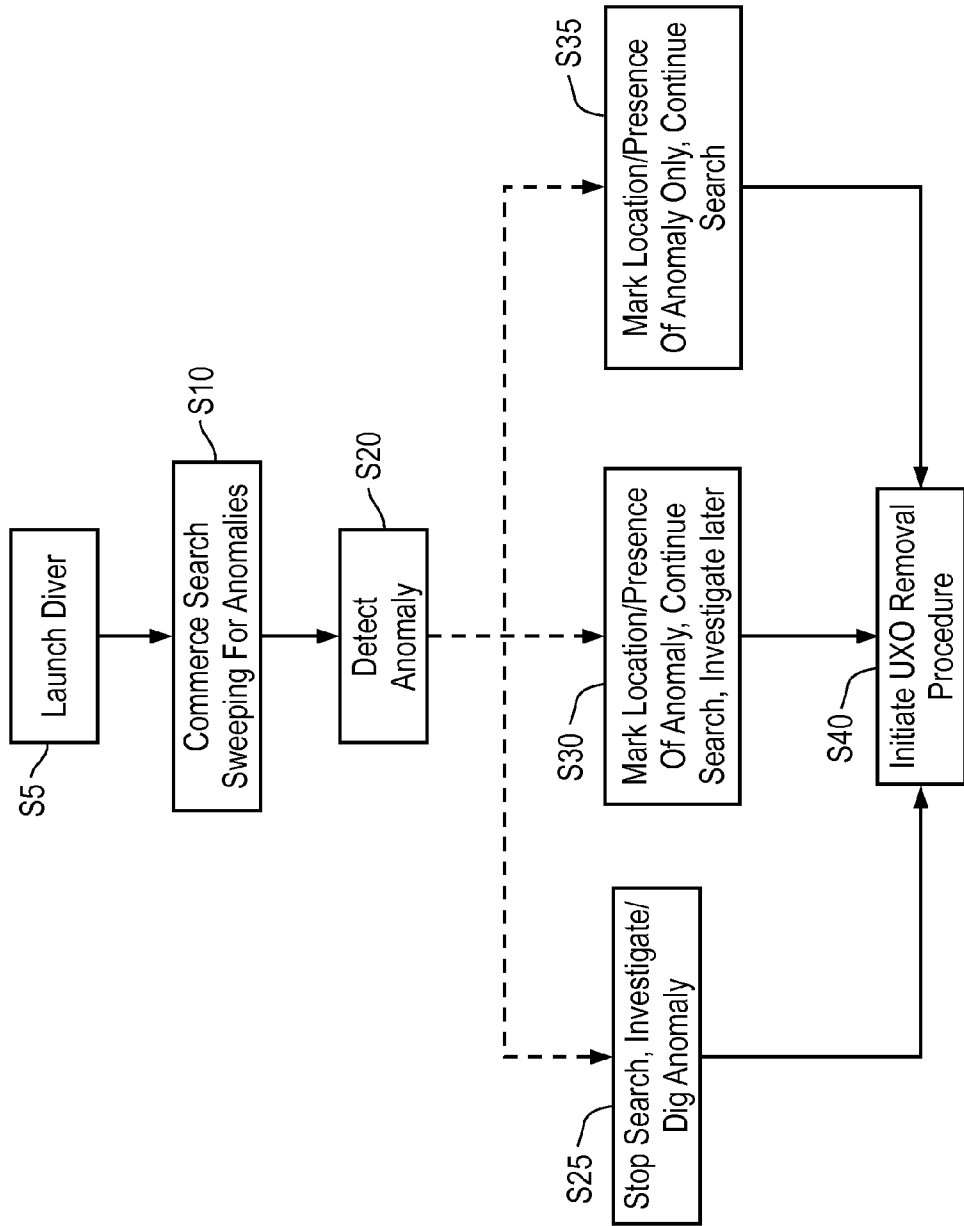 S5
Launch Diver
S10
Commerce Search
Sweeping For Anomalies
S20
Detect
Anomaly
S25
Stop Search, Investigate/
Dig Anomaly
S30
Mark Location/Presence
Of Anomaly, Continue
Search, Investigate later
S35
Mark Location/Presence
Of Anomaly Only, Continue
Search
S40
Initiate UXO Removal
Procedure